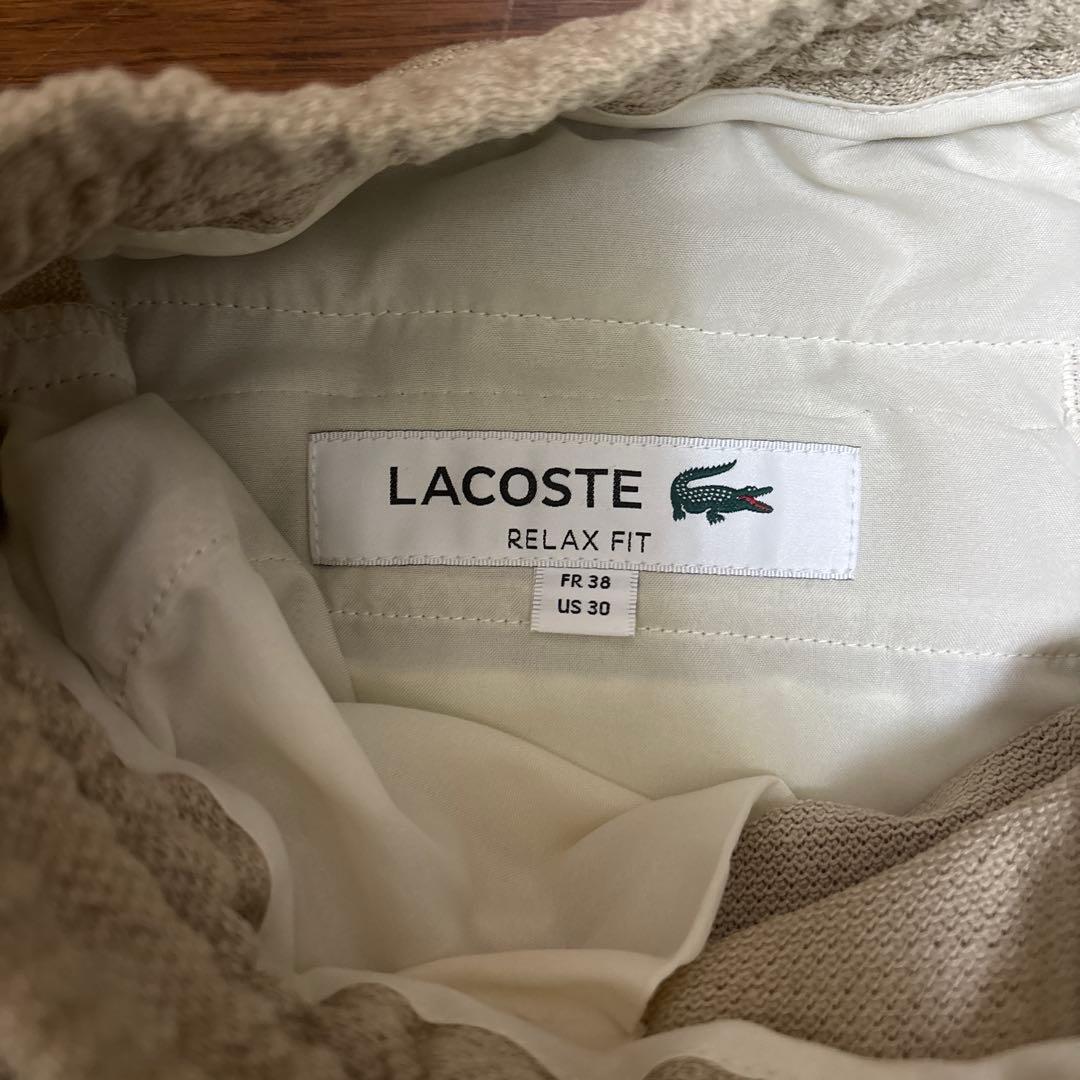 LACOSTE
RELAX FIT
FR 38
US 30